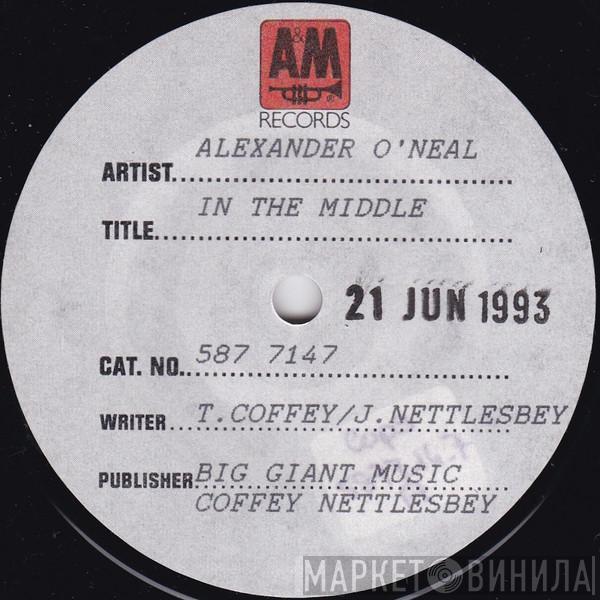 A&M
®
RECORDS
ARTIST ALEXANDER O'NEAL
TITLE IN THE MIDDLE
21 JUN 1993
CAT. NO. 587 7147
WRITER T.COFFEY/J.NETTLESBEY
PUBLISHER BIG GIANT MUSIC
COFFEY NETTLESBEY
МАРКЕТ ВИНИЛА